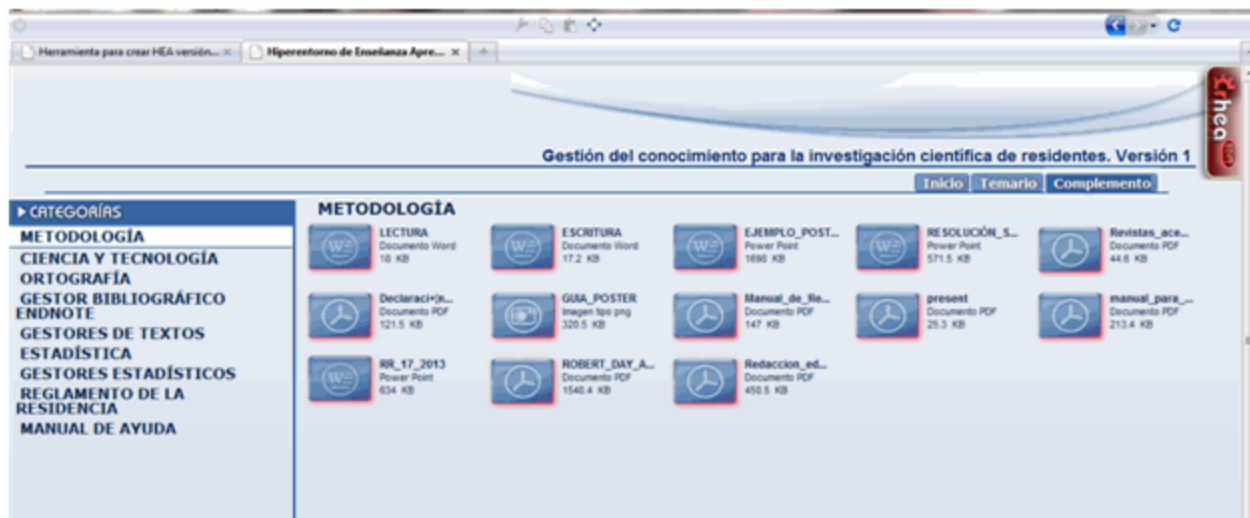 Herramienta para crear HEA versión...
Hiperentorno de Enseñanza Apre...
Crhea
Gestión del conocimiento para la investigación científica de residentes. Versión 1
Inicio Temario Complemento
CATEGORÍAS
METODOLOGÍA
CIENCIA Y TECNOLOGÍA
ORTOGRAFÍA
GESTOR BIBLIOGRÁFICO
ENDNOTE
GESTORES DE TEXTOS
ESTADÍSTICA
GESTORES ESTADÍSTICOS
REGLAMENTO DE LA
RESIDENCIA
MANUAL DE AYUDA
METODOLOGÍA
LECTURA
Documento Word
18 KB
ESCRITURA
Documento Word
17.2 KB
EJEMPLO_POST...
Power Point
1698 KB
RESOLUCIÓN_S...
Power Point
571.5 KB
Revistas_ace...
Documento PDF
44.6 KB
Declaraci+|n...
Documento PDF
121.5 KB
GUIA_POSTER
Imagen tipo png
320.5 KB
Manual_de_Re...
Documento PDF
147 KB
present
Documento PDF
25.3 KB
manual_para_...
Documento PDF
213.4 KB
RR_17_2013
Power Point
634 KB
ROBERT_DAY_A...
Documento PDF
1540.4 KB
Redaccion_ed...
Documento PDF
450.5 KB